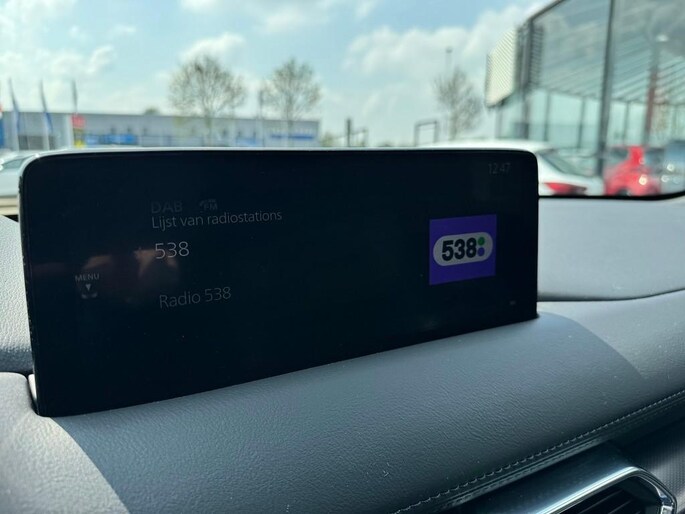 12:47
DAB
Lijst van radiostations
538
538
MENU
Radio 538